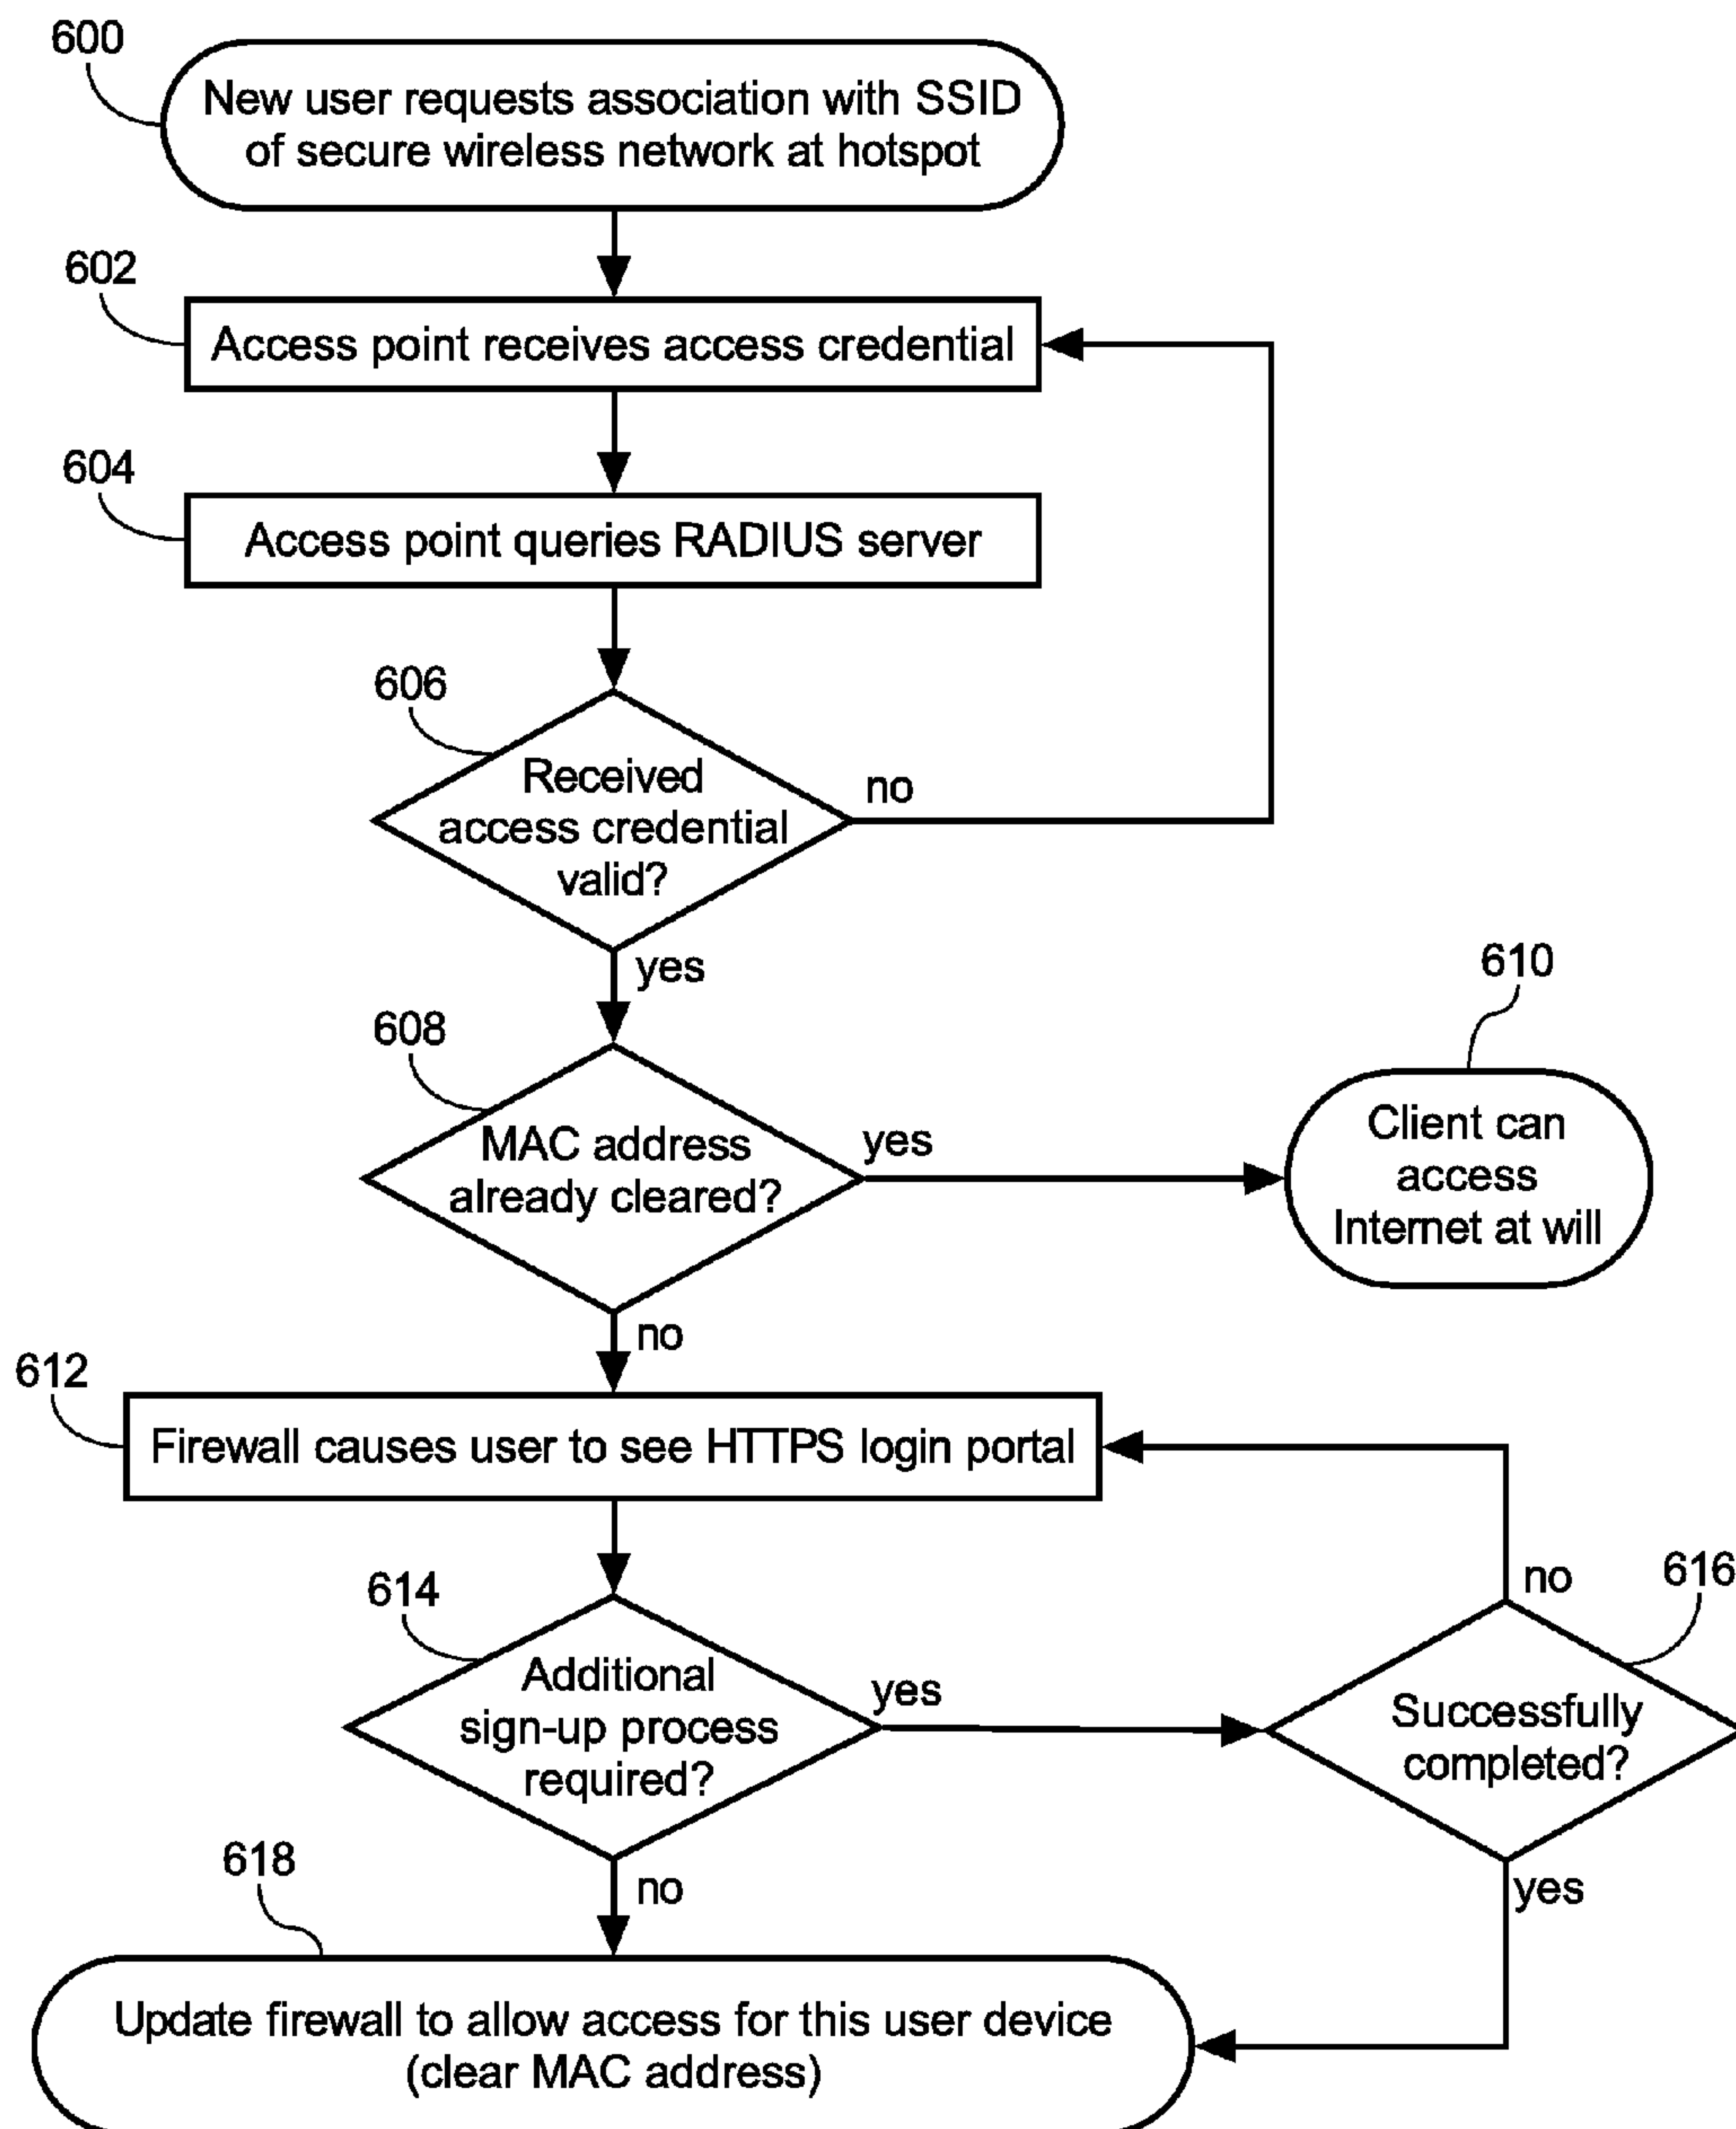 600
New user requests association with SSID
of secure wireless network at hotspot
602
Access point receives access credential
604
Access point queries RADIUS server
606
Received
access credential
valid?
no
yes
608
MAC address
already cleared?
yes
610
Client can
access
Internet at will
no
612
Firewall causes user to see HTTPS login portal
614
Additional
sign-up process
required?
yes
no
616
Successfully
completed?
no
yes
618
Update firewall to allow access for this user device
(clear MAC address)